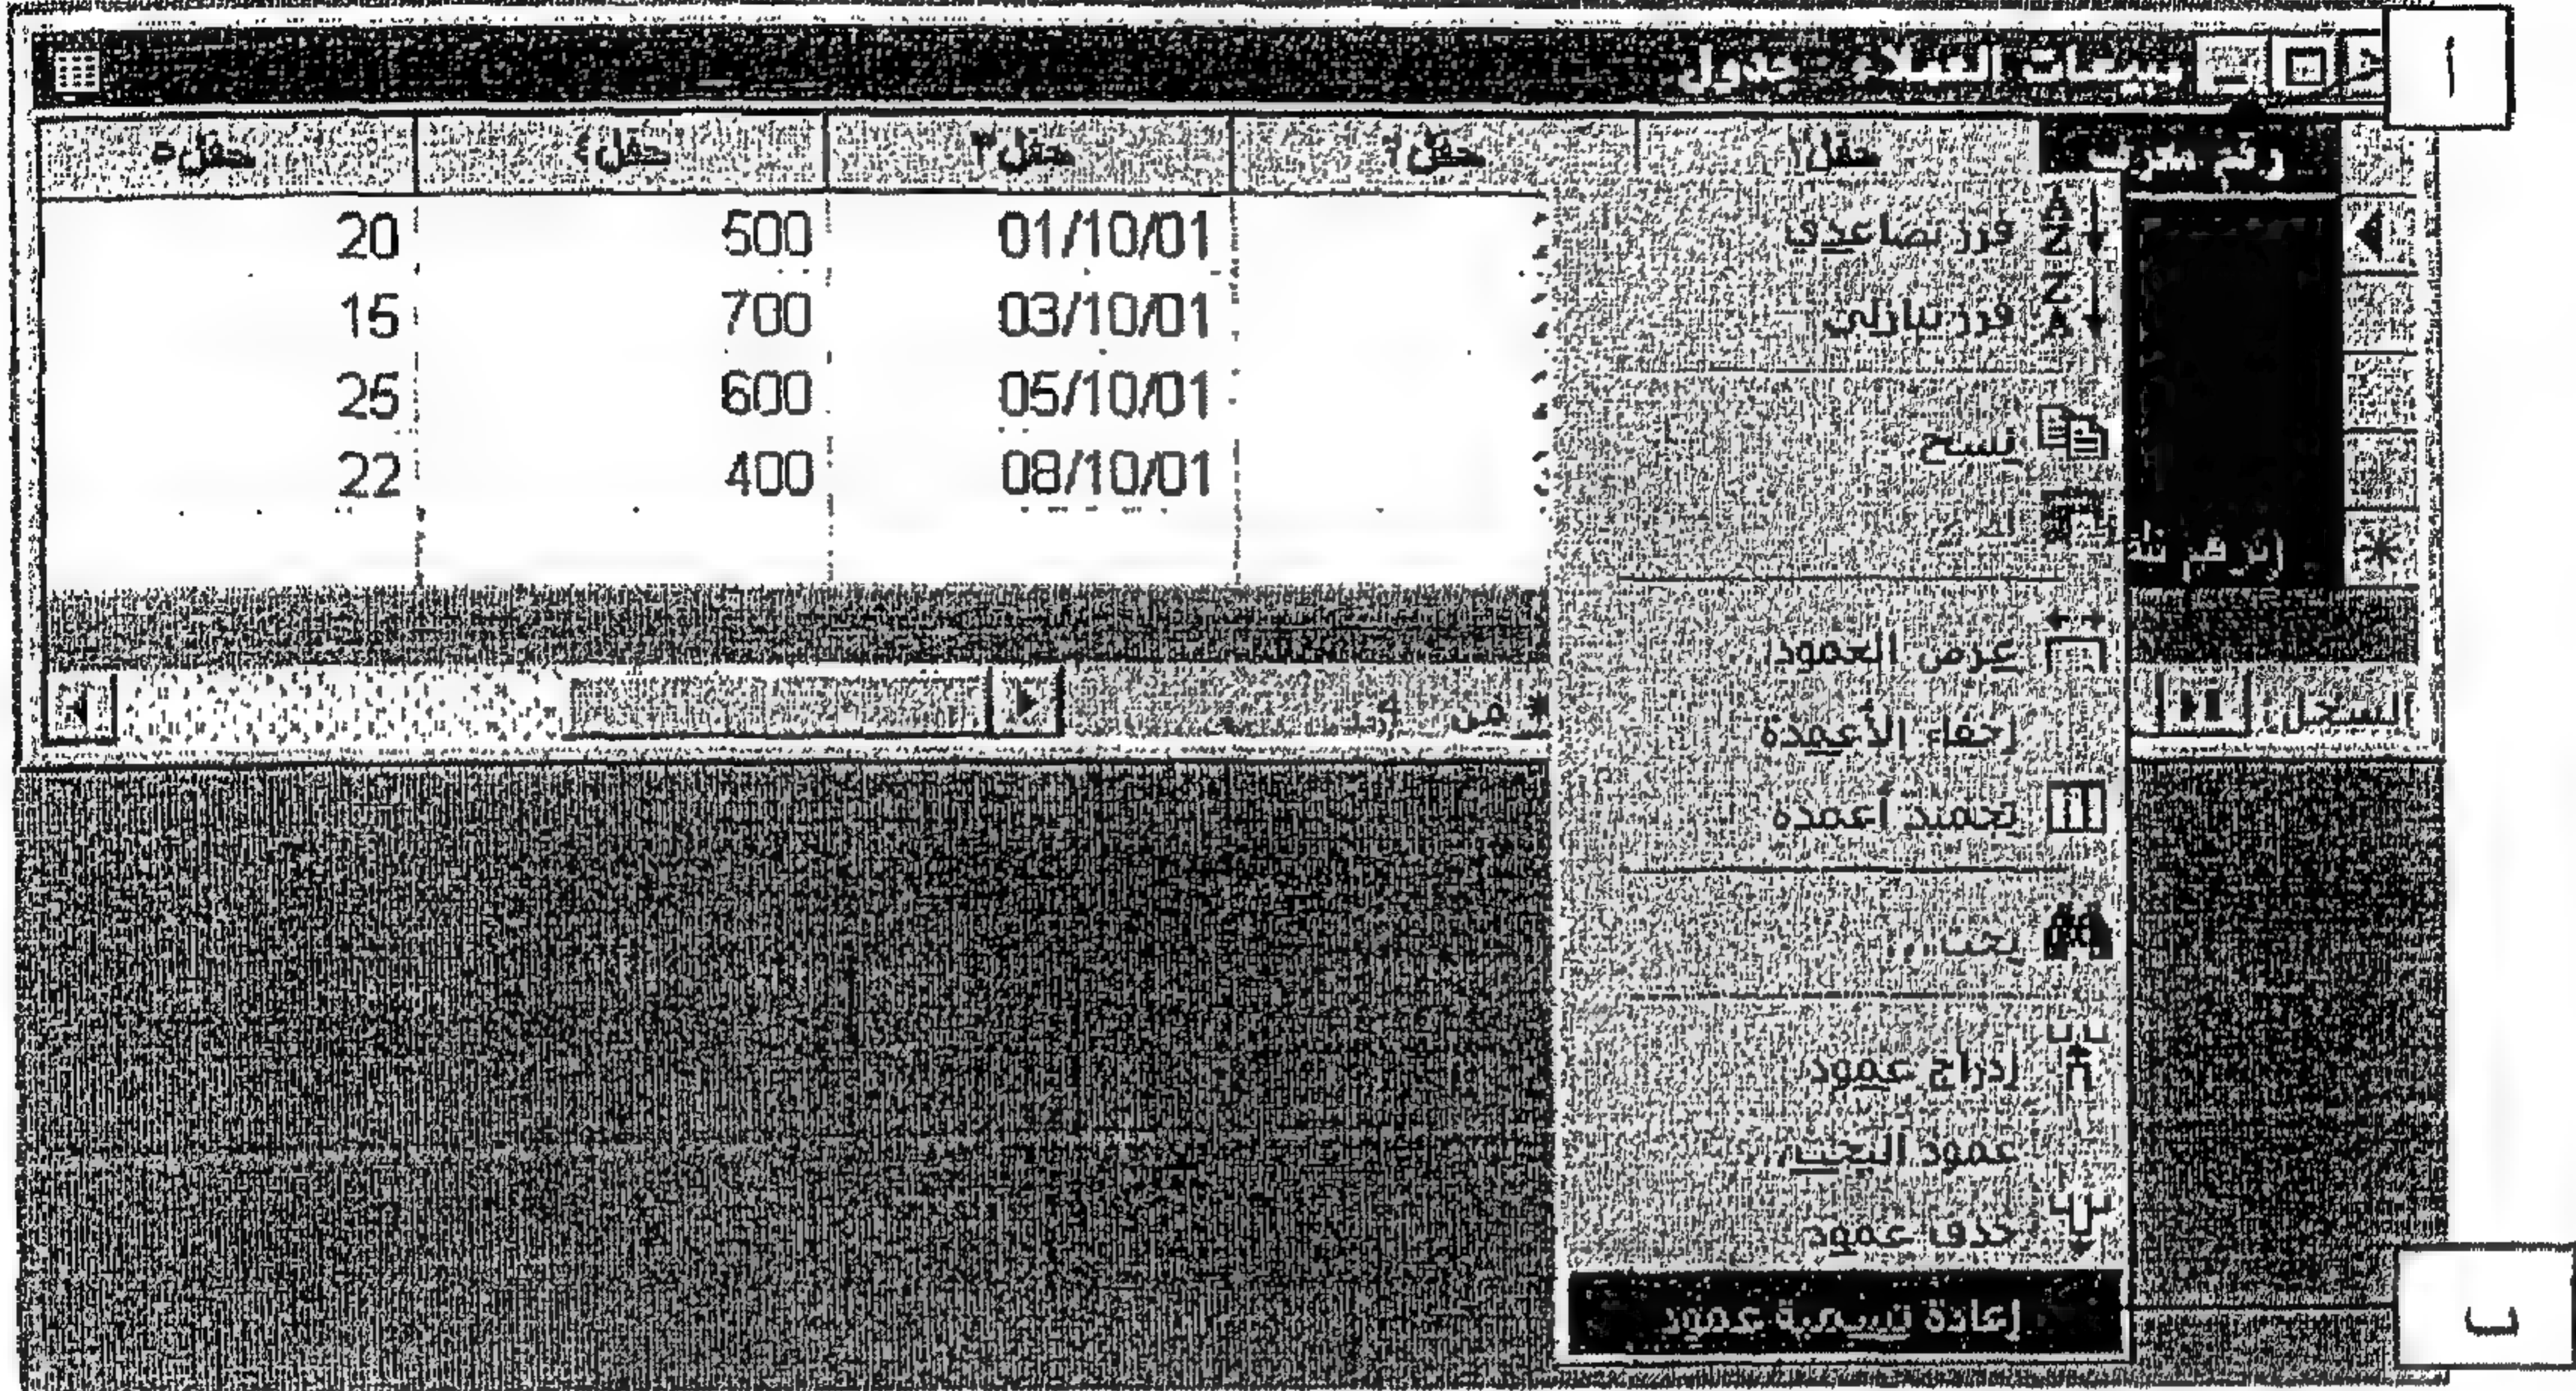 أ
مبيعات العملاء : جدول
رقم معرف حقل١ حقل٢ حقل٣ حقل٤ حقل٥
01/10/01 500 20
03/10/01 700 15
05/10/01 600 25
08/10/01 400 22
فرز تصاعدي
فرز تنازلي
نسخ
عرض العمود
إخفاء الأعمدة
تجميد أعمدة
بحث...
إدراج عمود
عمود البحث...
حذف عمود
إعادة تسمية عمود
السجل
من 4
ب